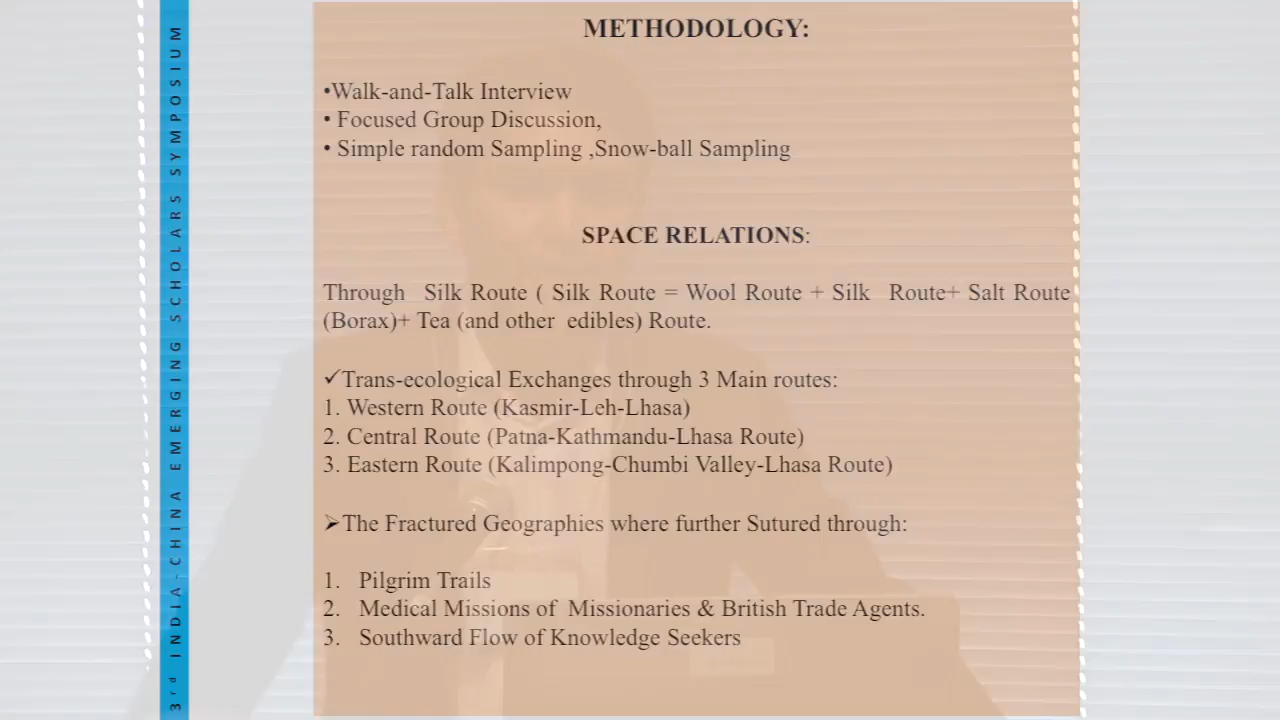 METHODOLOGY:
•Walk-and-Talk Interview
• Focused Group Discussion,
• Simple random Sampling ,Snow-ball Sampling
SPACE RELATIONS:
Through Silk Route ( Silk Route = Wool Route + Silk Route+ Salt Route
(Borax)+ Tea (and other edibles) Route.
✓Trans-ecological Exchanges through 3 Main routes:
1. Western Route (Kasmir-Leh-Lhasa)
2. Central Route (Patna-Kathmandu-Lhasa Route)
3. Eastern Route (Kalimpong-Chumbi Valley-Lhasa Route)
➢The Fractured Geographies where further Sutured through:
1. Pilgrim Trails
2. Medical Missions of Missionaries & British Trade Agents.
3. Southward Flow of Knowledge Seekers
3rd INDIA-CHINA EMERGING SCHOLARS SYMPOSIUM